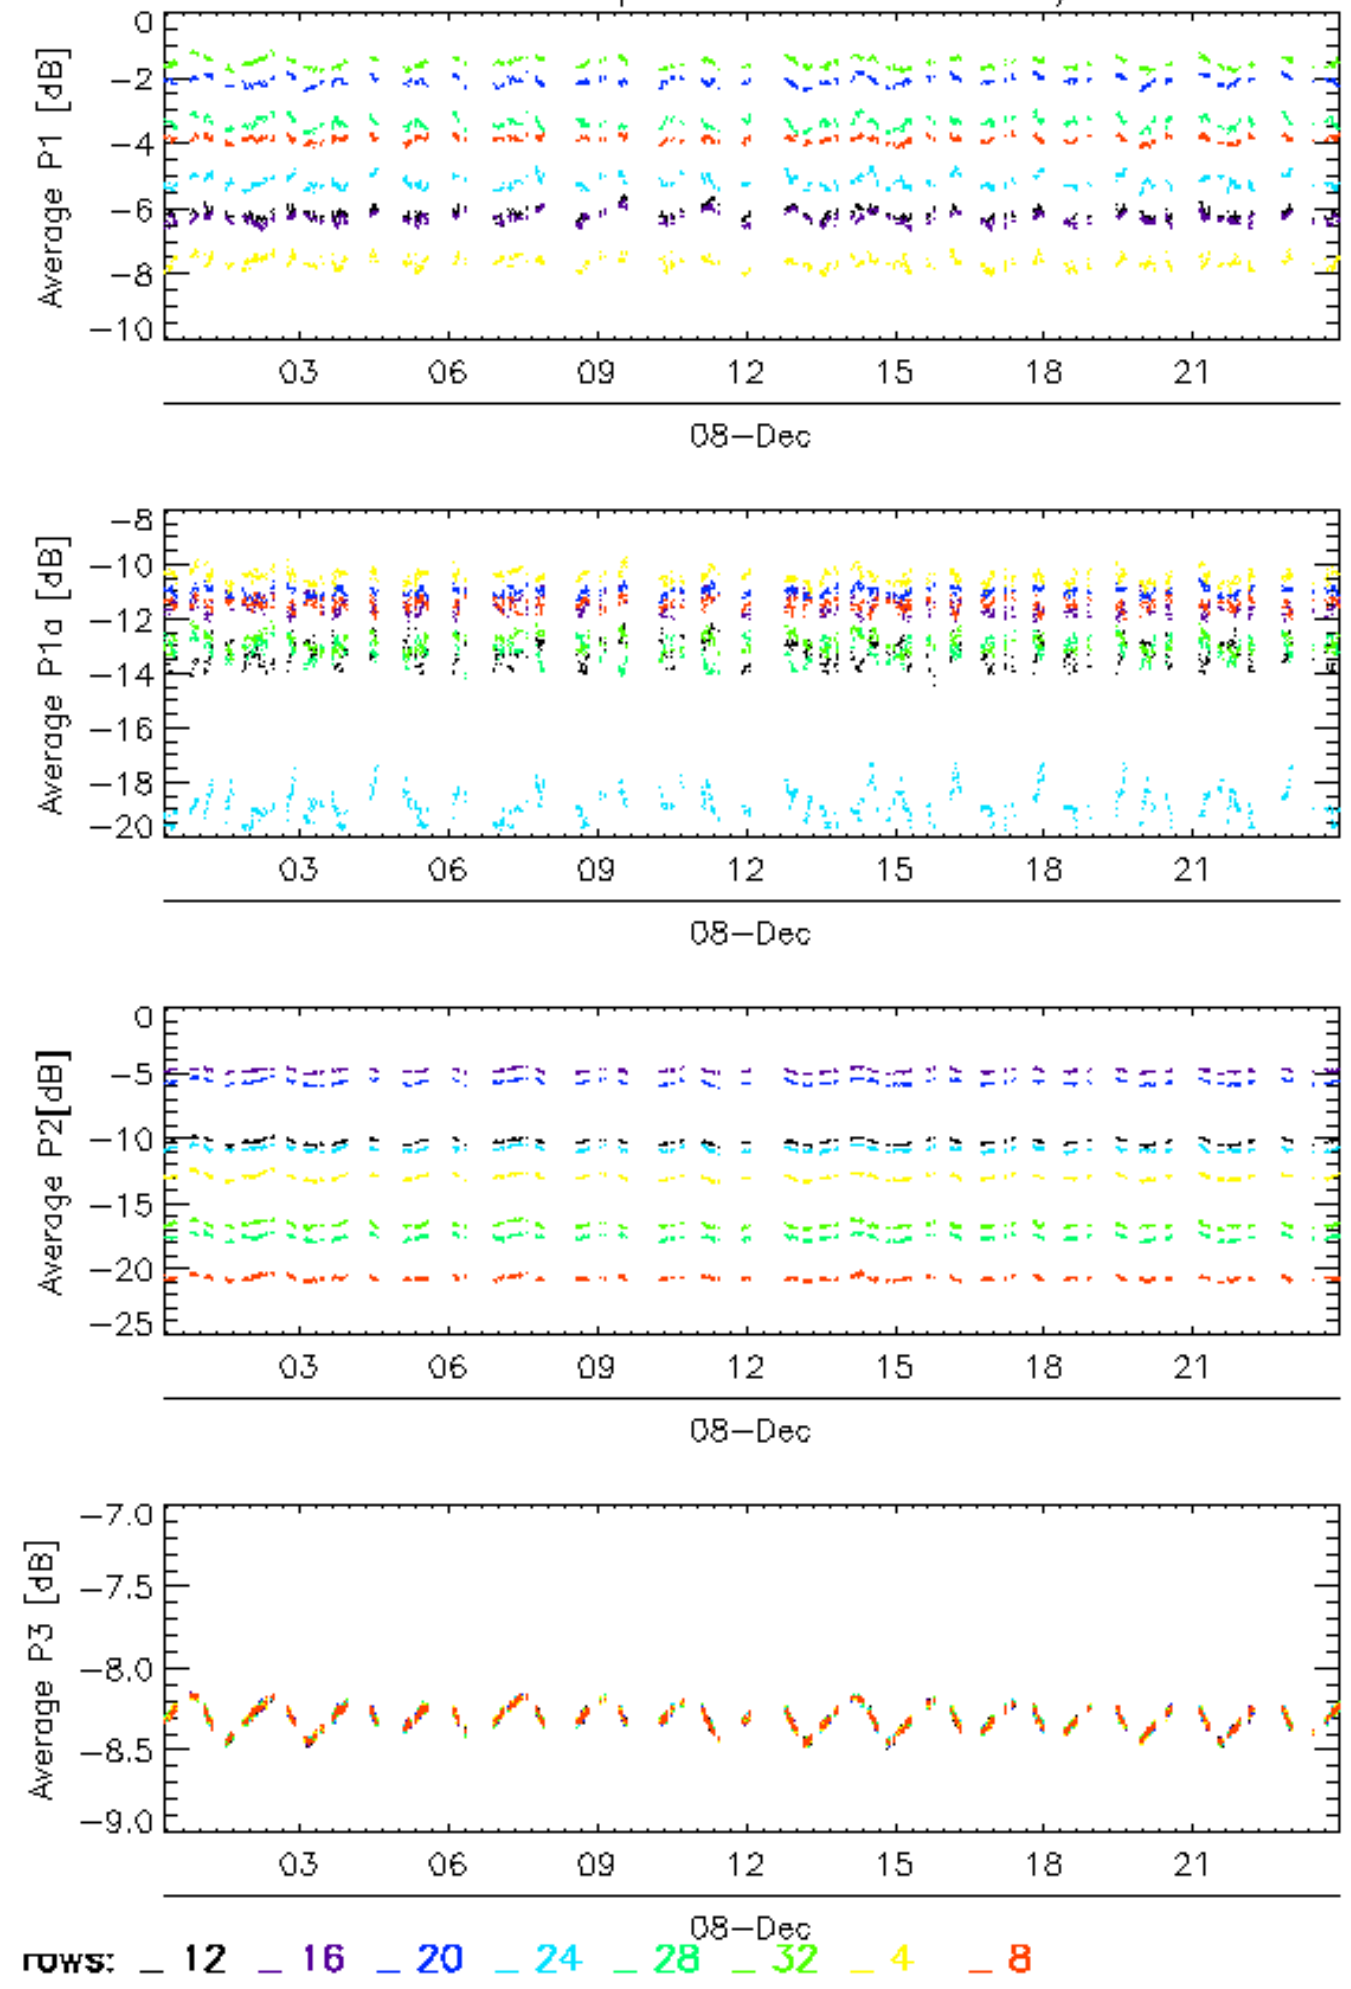 0
−2
−4
−6
−8
−10
Average P1 [dB]
03 06 09 12 15 18 21
08−Dec
−8
−10
−12
−14
−16
−18
−20
Average P1a [dB]
03 06 09 12 15 18 21
08−Dec
0
−5
−10
−15
−20
−25
Average P2[dB]
03 06 09 12 15 18 21
08−Dec
−7.0
−7.5
−8.0
−8.5
−9.0
Average P3 [dB]
03 06 09 12 15 18 21
08−Dec
rows: _ 12 _ 16 _ 20 _ 24 _ 28 _ 32 _ 4 _ 8